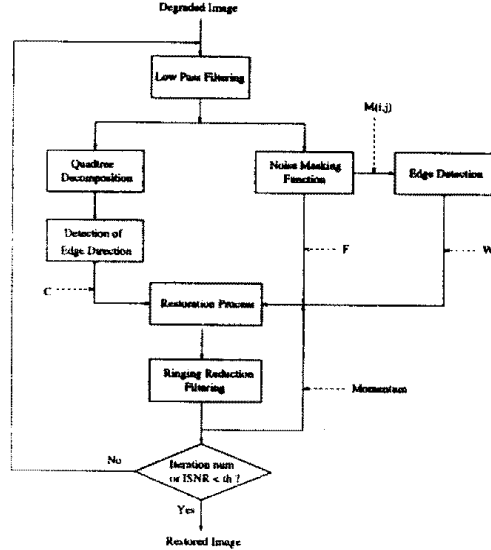 Degraded Image
Low Pass Filtering
M(i,j)
Quadtree
Decomposition
Noise Masking
Function
Edge Detection
Detection of
Edge Direction
F
W
C
Restoration Process
Ringing Reduction
Filtering
Momentum
No
Iteration num
or ISNR < th ?
Yes
Restored Image